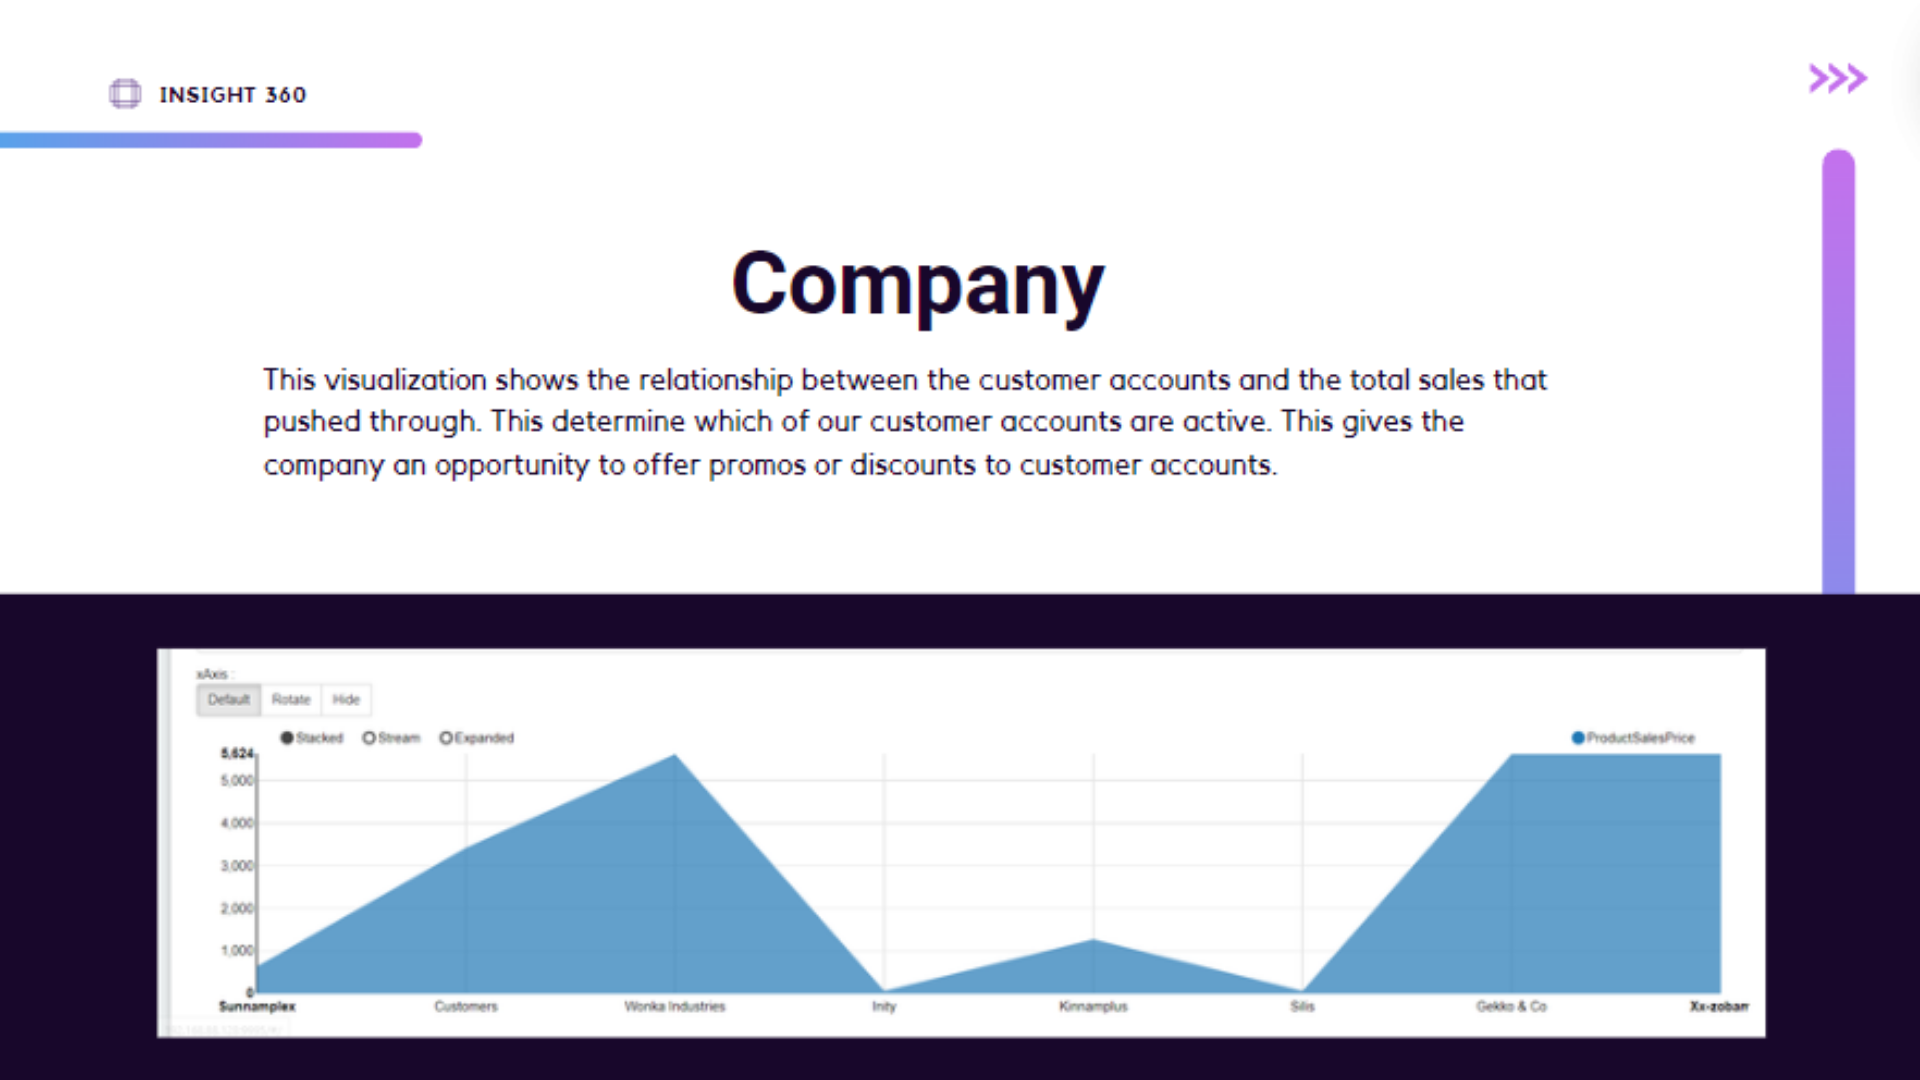 INSIGHT 360
Company
This visualization shows the relationship between the customer accounts and the total sales that
pushed through. This determine which of our customer accounts are active. This gives the
company an opportunity to offer promos or discounts to customer accounts.
xAxis :
Default Rotate Hide
Stacked Stream Expanded ProductSalesPrice
5,624
5,000
4,000
3,000
2,000
1,000
0
Sunnamplex Customers Wonka Industries Inity Kinnamplus Silis Gekko & Co Xx-zobam